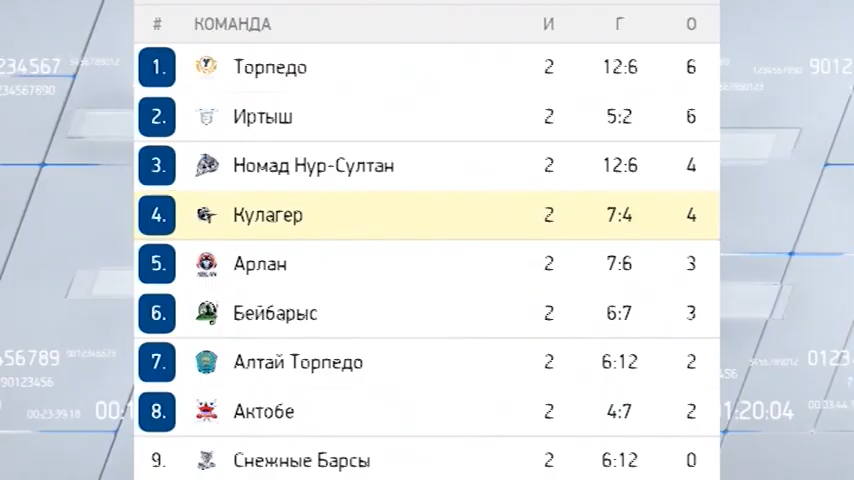 # КОМАНДА И Г О
1. Торпедо 2 12:6 6
2. Иртыш 2 5:2 6
3. Номад Нур-Султан 2 12:6 4
4. Кулагер 2 7:4 4
5. Арлан 2 7:6 3
6. Бейбарыс 2 6:7 3
7. Алтай Торпедо 2 6:12 2
8. Актобе 2 4:7 2
9. Снежные Барсы 2 6:12 0